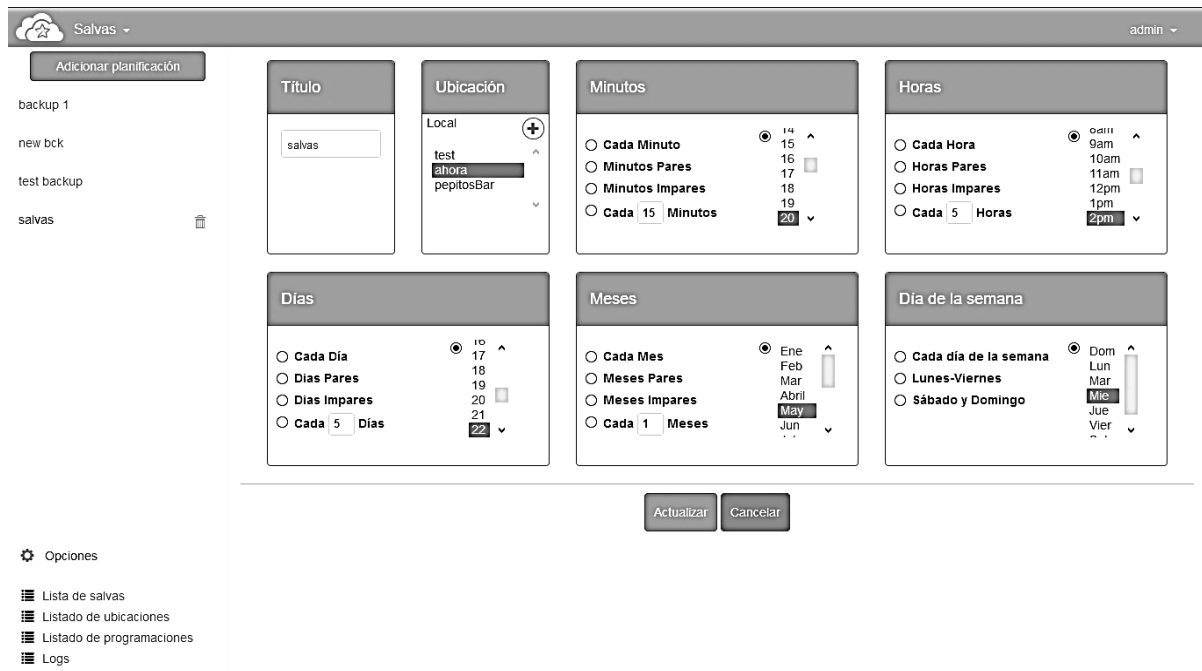 Salvas
admin
Adicionar planificación
backup 1
new bck
test backup
salvas
Título
salvas
Ubicación
Local
test
ahora
pepitosBar
Minutos
Cada Minuto
Minutos Pares
Minutos Impares
Cada 15 Minutos
14
15
16
17
18
19
20
Horas
Cada Hora
Horas Pares
Horas Impares
Cada 5 Horas
8am
9am
10am
11am
12pm
1pm
2pm
Días
Cada Día
Dias Pares
Dias Impares
Cada 5 Días
16
17
18
19
20
21
22
Meses
Cada Mes
Meses Pares
Meses Impares
Cada 1 Meses
Ene
Feb
Mar
Abril
May
Jun
Día de la semana
Cada día de la semana
Lunes-Viernes
Sábado y Domingo
Dom
Lun
Mar
Mie
Jue
Vier
Actualizar
Cancelar
Opciones
Lista de salvas
Listado de ubicaciones
Listado de programaciones
Logs